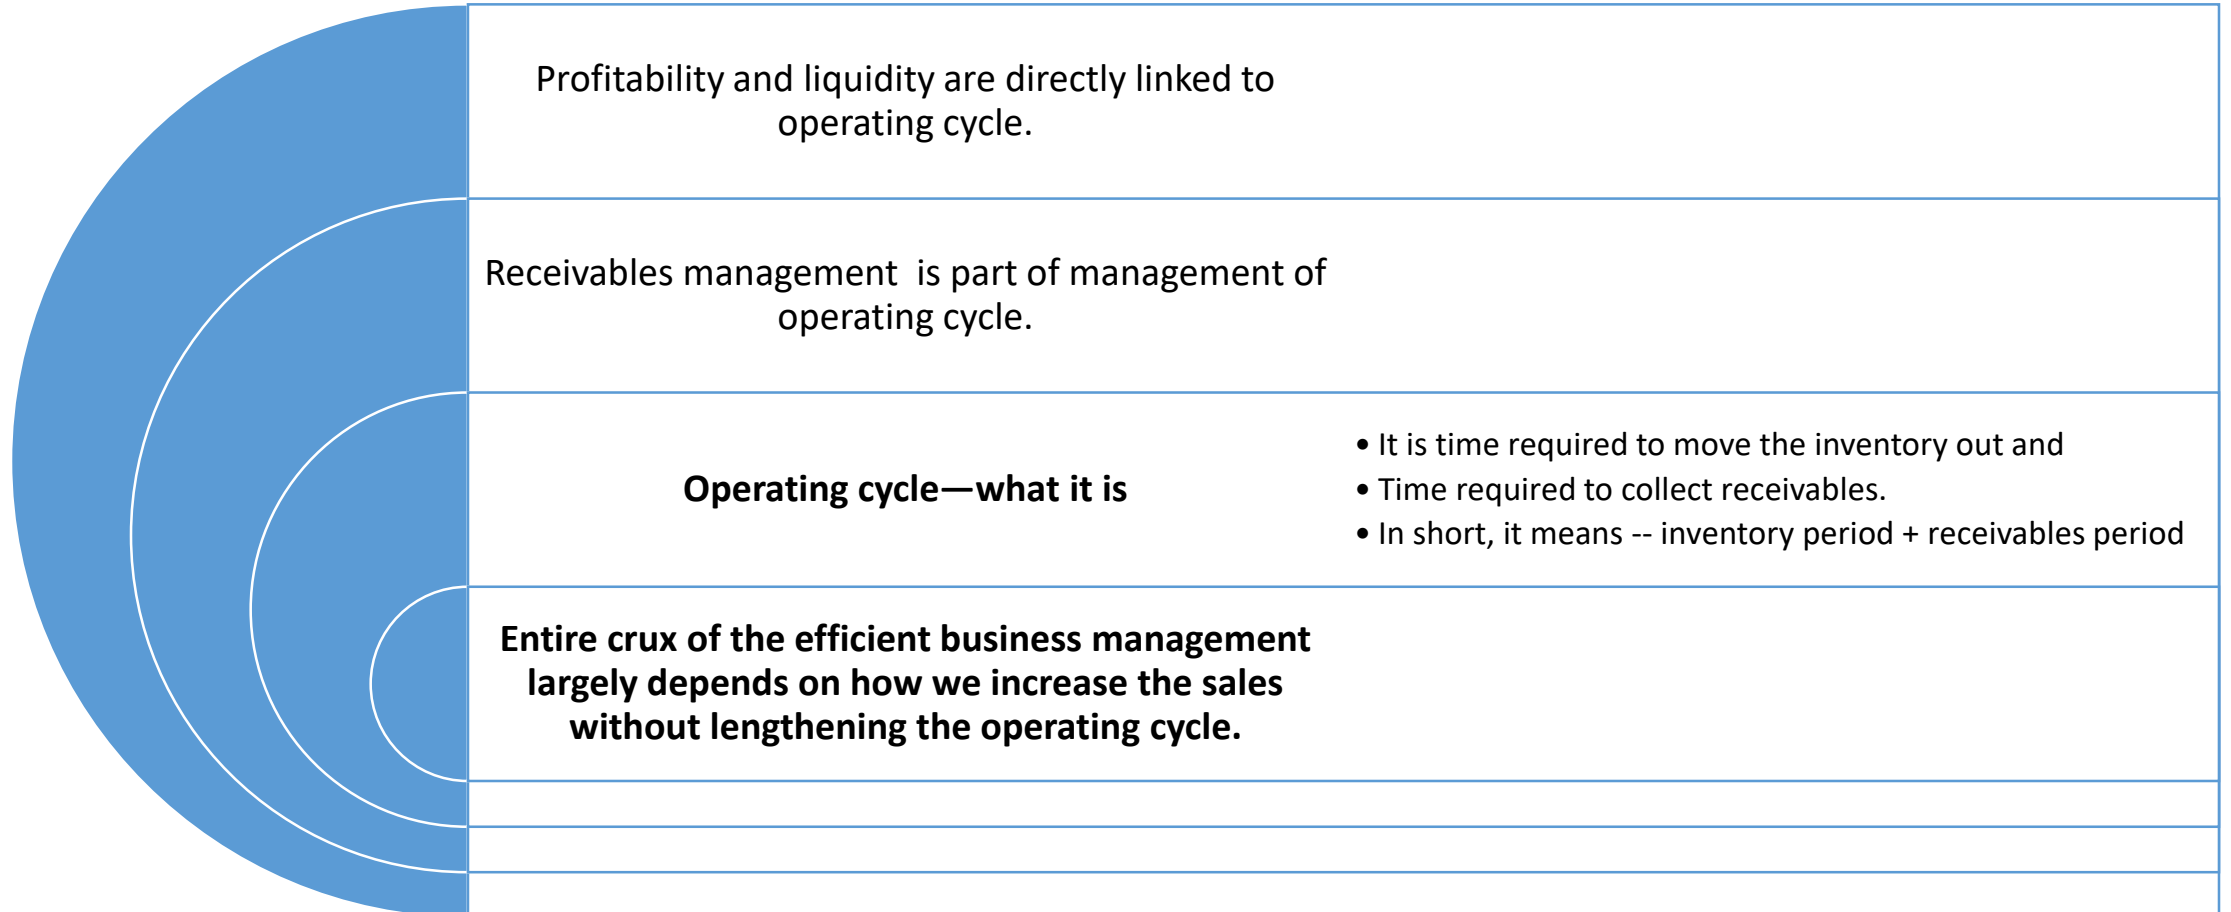 Profitability and liquidity are directly linked to
operating cycle.
Receivables management  is part of management of
operating cycle.
Operating cycle—what it is
• It is time required to move the inventory out and
• Time required to collect receivables.
• In short, it means -- inventory period + receivables period
Entire crux of the efficient business management
largely depends on how we increase the sales
without lengthening the operating cycle.